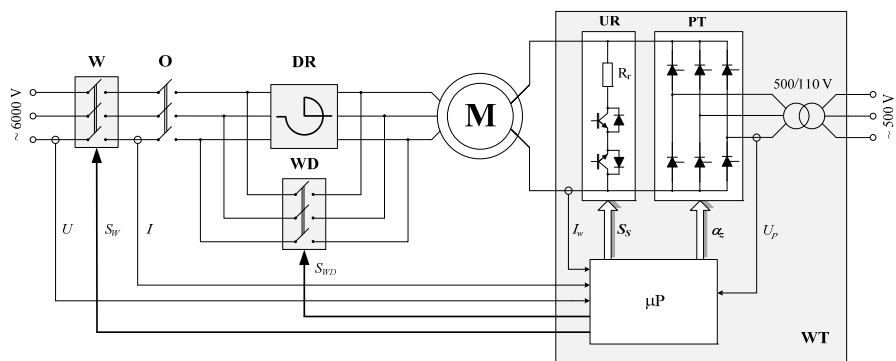 UR
PT
W
O
DR
~ 6000 V
R_r
500/110 V
~ 500 V
M
WD
U
S_W
I
S_WD
I_w
S_S
α_z
U_p
μP
WT